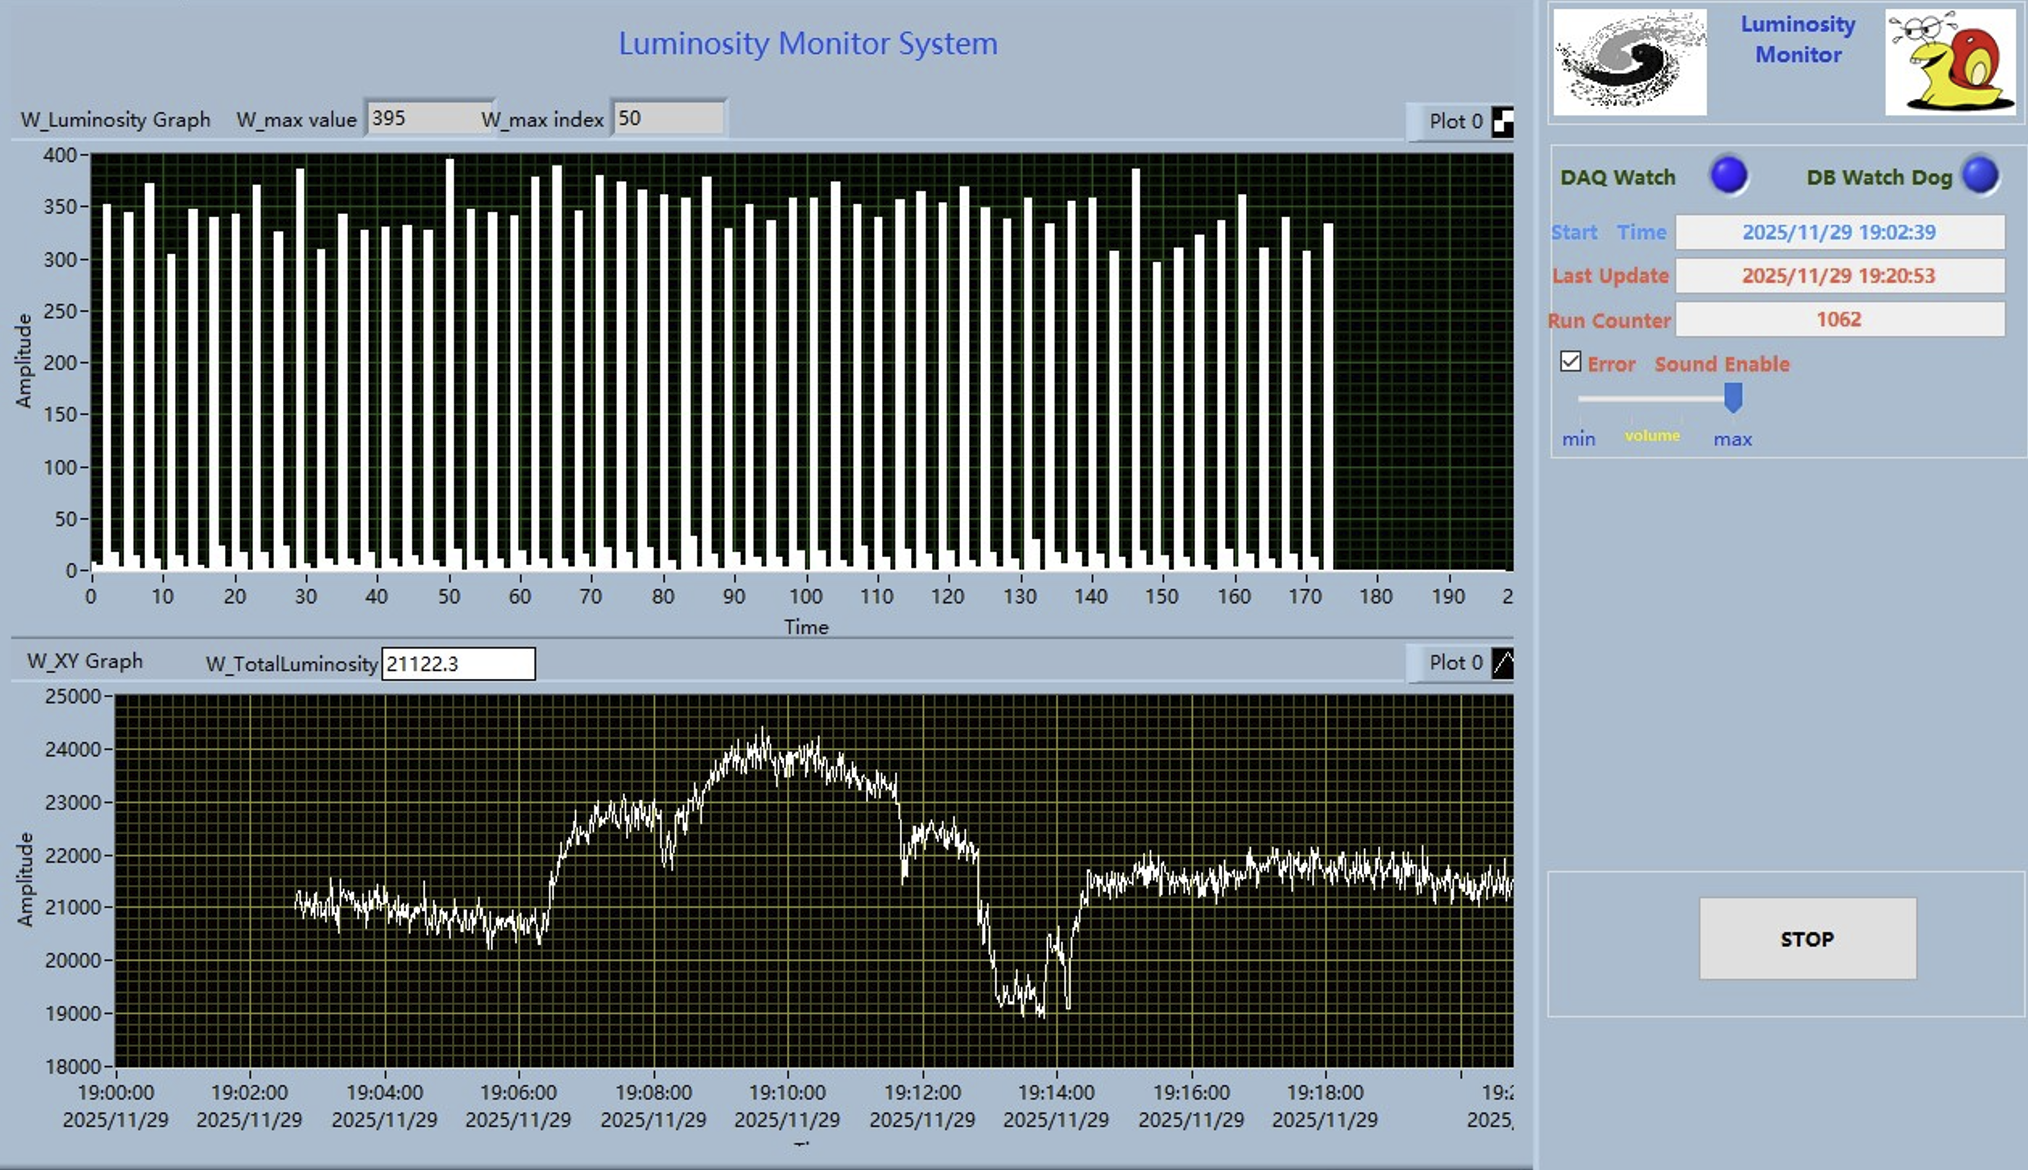 Luminosity Monitor System
W_Luminosity Graph W_max value 395 W_max index 50
Plot 0
400
350
300
250
200
150
100
50
0
Amplitude
0 10 20 30 40 50 60 70 80 90 100 110 120 130 140 150 160 170 180 190 2
Time
W_XY Graph W_TotalLuminosity 21122.3
Plot 0
25000
24000
23000
22000
21000
20000
19000
18000
Amplitude
19:00:00 19:02:00 19:04:00 19:06:00 19:08:00 19:10:00 19:12:00 19:14:00 19:16:00 19:18:00 19:2
2025/11/29 2025/11/29 2025/11/29 2025/11/29 2025/11/29 2025/11/29 2025/11/29 2025/11/29 2025/11/29 2025/11/29 2025/
Luminosity
Monitor
DAQ Watch DB Watch Dog
Start Time 2025/11/29 19:02:39
Last Update 2025/11/29 19:20:53
Run Counter 1062
Error Sound Enable
min volume max
STOP